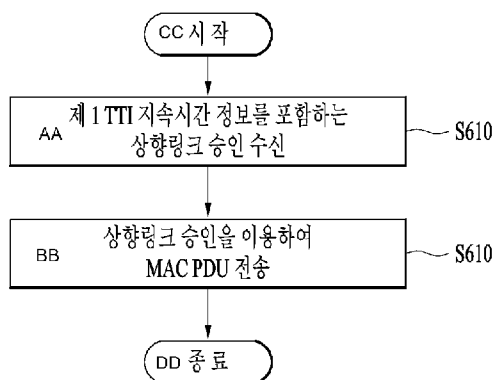 CC 시작
제 1 TTI 지속시간 정보를 포함하는
AA 상향링크 승인 수신
S610
상향링크 승인을 이용하여
BB MAC PDU 전송
S610
DD 종료